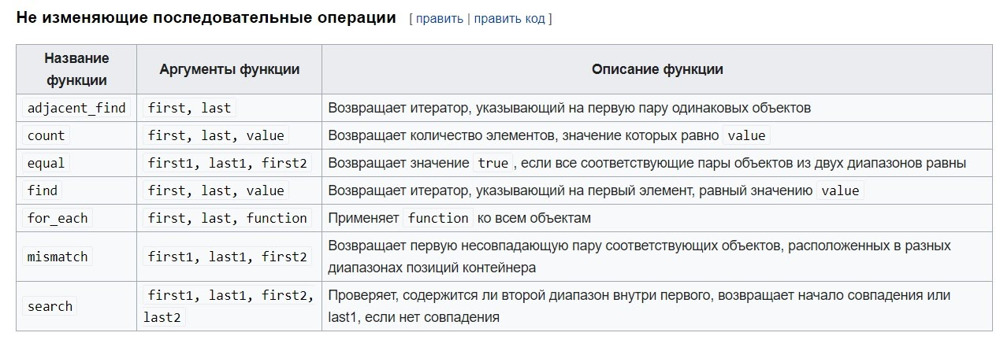 Не изменяющие последовательные операции [ править | править код ]
Название функции Аргументы функции Описание функции
adjacent_find first, last Возвращает итератор, указывающий на первую пару одинаковых объектов
count first, last, value Возвращает количество элементов, значение которых равно value
equal first1, last1, first2 Возвращает значение true , если все соответствующие пары объектов из двух диапазонов равны
find first, last, value Возвращает итератор, указывающий на первый элемент, равный значению value
for_each first, last, function Применяет function ко всем объектам
mismatch first1, last1, first2 Возвращает первую несовпадающую пару соответствующих объектов, расположенных в разных
диапазонах позиций контейнера
search first1, last1, first2, last2 Проверяет, содержится ли второй диапазон внутри первого, возвращает начало совпадения или
last1, если нет совпадения